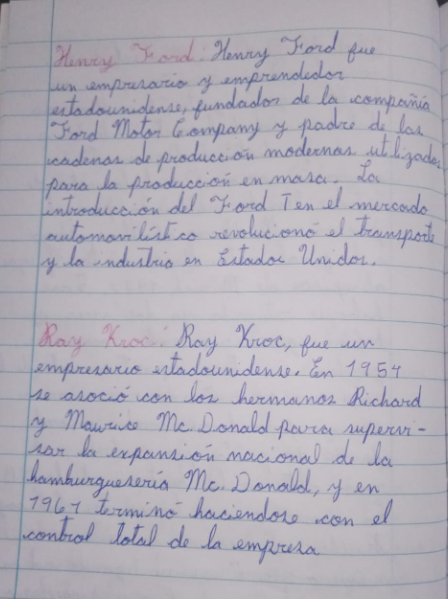 Henry Ford: Henry Ford fue
un empresario y emprendedor
estadounidense, fundador de la compañía
Ford Motor Company y padre de las
cadenas de producción modernas utilizadas
para la producción en masa. La
introducción del Ford T en el mercado
automovilístico revolucionó el transporte
y la industria en Estados Unidos.
Ray Kroc: Ray Kroc, fue un
empresario estadounidense. En 1954
se asoció con los hermanos Richard
y Maurice Mc. Donald para supervi-
sar la expansión nacional de la
hamburguesería Mc. Donald, y en
1961 terminó haciendose con el
control total de la empresa